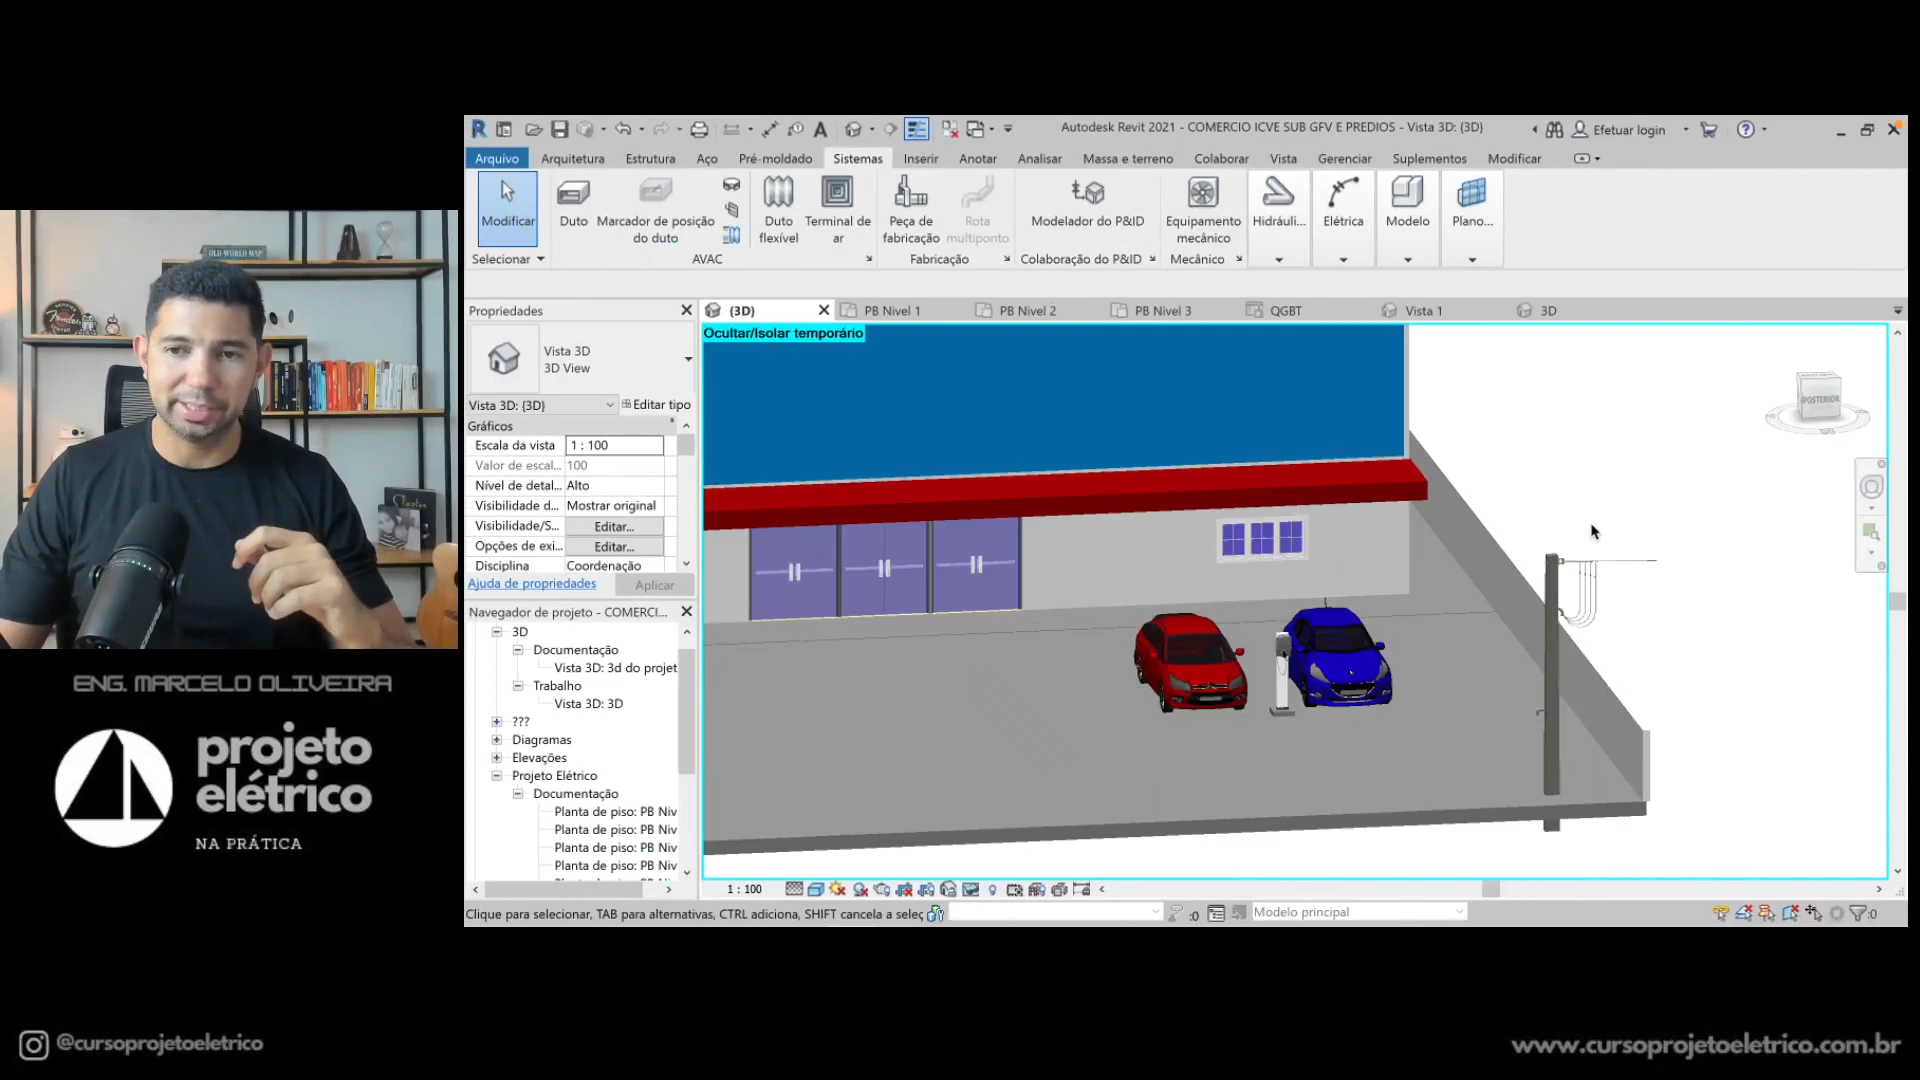 Autodesk Revit 2021 - COMERCIO ICVE SUB GFV E PREDIOS - Vista 3D: {3D}
Efetuar login
Arquivo Arquitetura Estrutura Aço Pré-moldado Sistemas Inserir Anotar Analisar Massa e terreno Colaborar Vista Gerenciar Suplementos Modificar
Modificar
Duto
Marcador de posição
do duto
Duto
flexível
Terminal de
ar
Peça de
fabricação
Rota
multiponto
Modelador do P&ID
Equipamento
mecânico
Hidráuli...
Elétrica
Modelo
Plano...
Selecionar
AVAC
Fabricação
Colaboração do P&ID
Mecânico
Propriedades
{3D}
PB Nivel 1
PB Nivel 2
PB Nivel 3
QGBT
Vista 1
3D
Ocultar/Isolar temporário
Vista 3D
3D View
Vista 3D: {3D}
Editar tipo
Gráficos
Escala da vista 1 : 100
Valor de escal... 100
Nível de detal... Alto
Visibilidade d... Mostrar original
Visibilidade/S... Editar...
Opções de exi... Editar...
Disciplina Coordenação
Ajuda de propriedades
Aplicar
Navegador de projeto - COMERCI...
3D
Documentação
Vista 3D: 3d do projet
Trabalho
Vista 3D: 3D
???
Diagramas
Elevações
Projeto Elétrico
Documentação
Planta de piso: PB Niv
Planta de piso: PB Niv
Planta de piso: PB Niv
Planta de piso: PB Niv
POSTERIOR
1 : 100
Clique para selecionar, TAB para alternativas, CTRL adiciona, SHIFT cancela a seleç
:0
Modelo principal
:0
OLD WORLD MAP
Fender
ENG. MARCELO OLIVEIRA
projeto
elétrico
NA PRÁTICA
@cursoprojetoeletrico
www.cursoprojetoeletrico.com.br